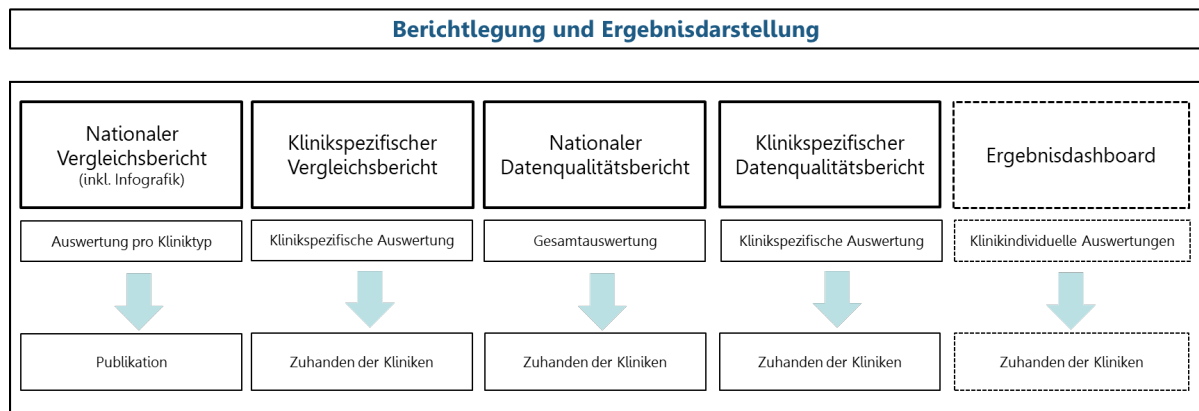 Berichtlegung und Ergebnisdarstellung
Nationaler
Vergleichsbericht
(inkl. Infografik)
Klinikspezifischer
Vergleichsbericht
Nationaler
Datenqualitätsbericht
Klinikspezifischer
Datenqualitätsbericht
Ergebnisdashboard
Auswertung pro Kliniktyp
Klinikspezifische Auswertung
Gesamtauswertung
Klinikspezifische Auswertung
Klinikindividuelle Auswertungen
Publikation
Zuhanden der Kliniken
Zuhanden der Kliniken
Zuhanden der Kliniken
Zuhanden der Kliniken